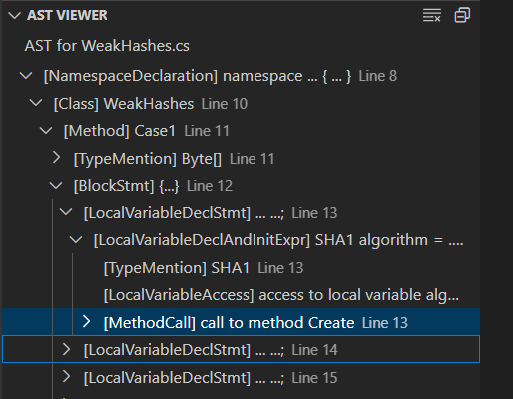 AST VIEWER
AST for WeakHashes.cs
[NamespaceDeclaration] namespace ... { ... } Line 8
[Class] WeakHashes Line 10
[Method] Case1 Line 11
[TypeMention] Byte[] Line 11
[BlockStmt] {...} Line 12
[LocalVariableDeclStmt] ... ...; Line 13
[LocalVariableDeclAndInitExpr] SHA1 algorithm = ....
[TypeMention] SHA1 Line 13
[LocalVariableAccess] access to local variable alg...
[MethodCall] call to method Create Line 13
[LocalVariableDeclStmt] ... ...; Line 14
[LocalVariableDeclStmt] ... ...; Line 15